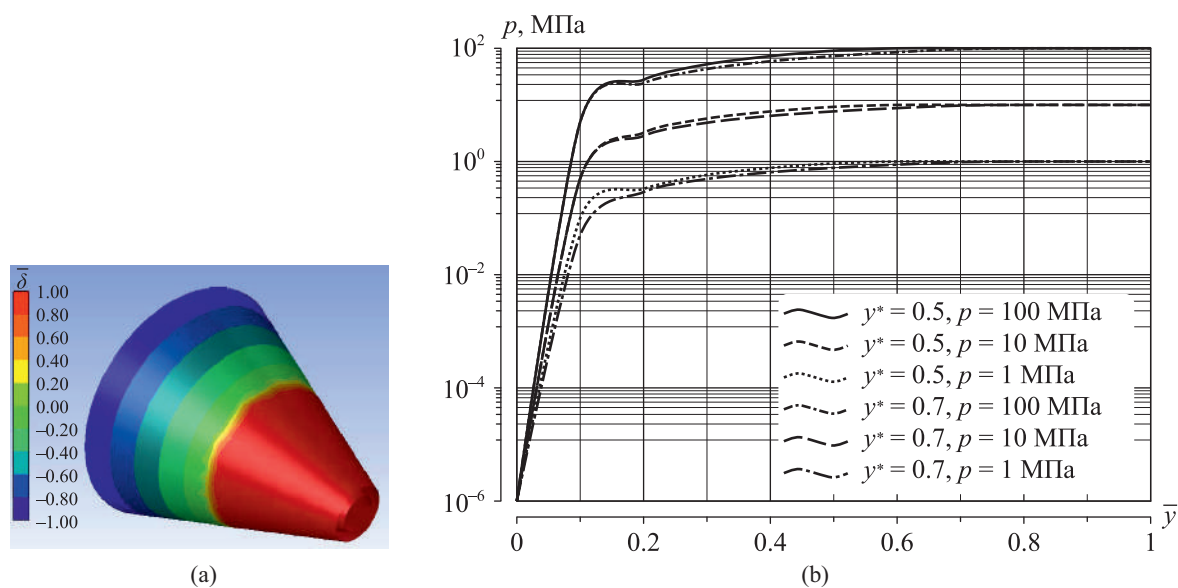 δ̅
1.00
0.80
0.60
0.40
0.20
0.00
–0.20
–0.40
–0.60
–0.80
–1.00
(a)
p, МПа
10²
10⁰
10⁻²
10⁻⁴
10⁻⁶
y* = 0.5, p = 100 МПа
y* = 0.5, p = 10 МПа
y* = 0.5, p = 1 МПа
y* = 0.7, p = 100 МПа
y* = 0.7, p = 10 МПа
y* = 0.7, p = 1 МПа
0 0.2 0.4 0.6 0.8 1
y̅
(b)